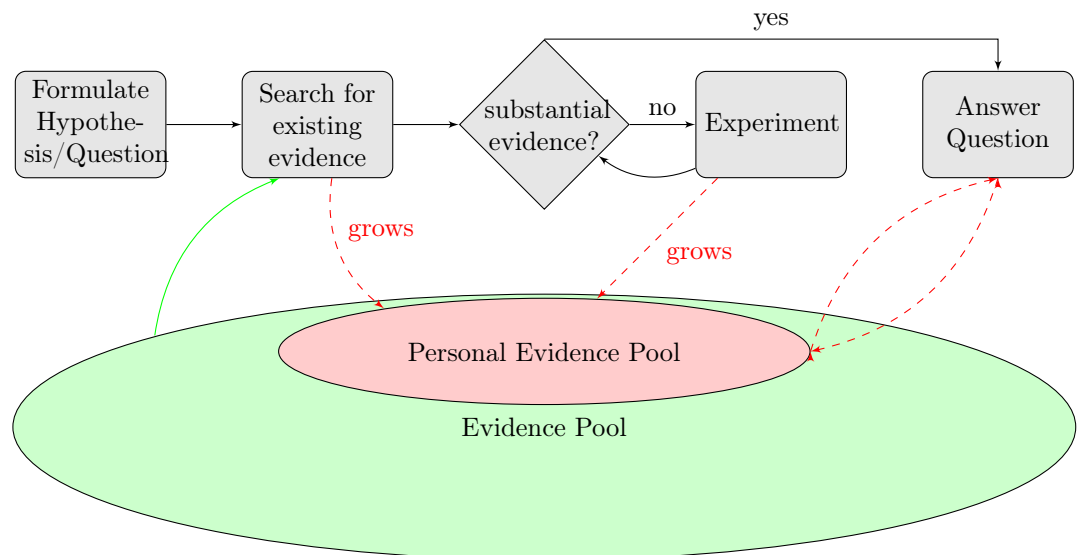 yes
Formulate
Hypothe-
sis/Question
Search for
existing
evidence
substantial
evidence?
no
Experiment
Answer
Question
grows
grows
Personal Evidence Pool
Evidence Pool